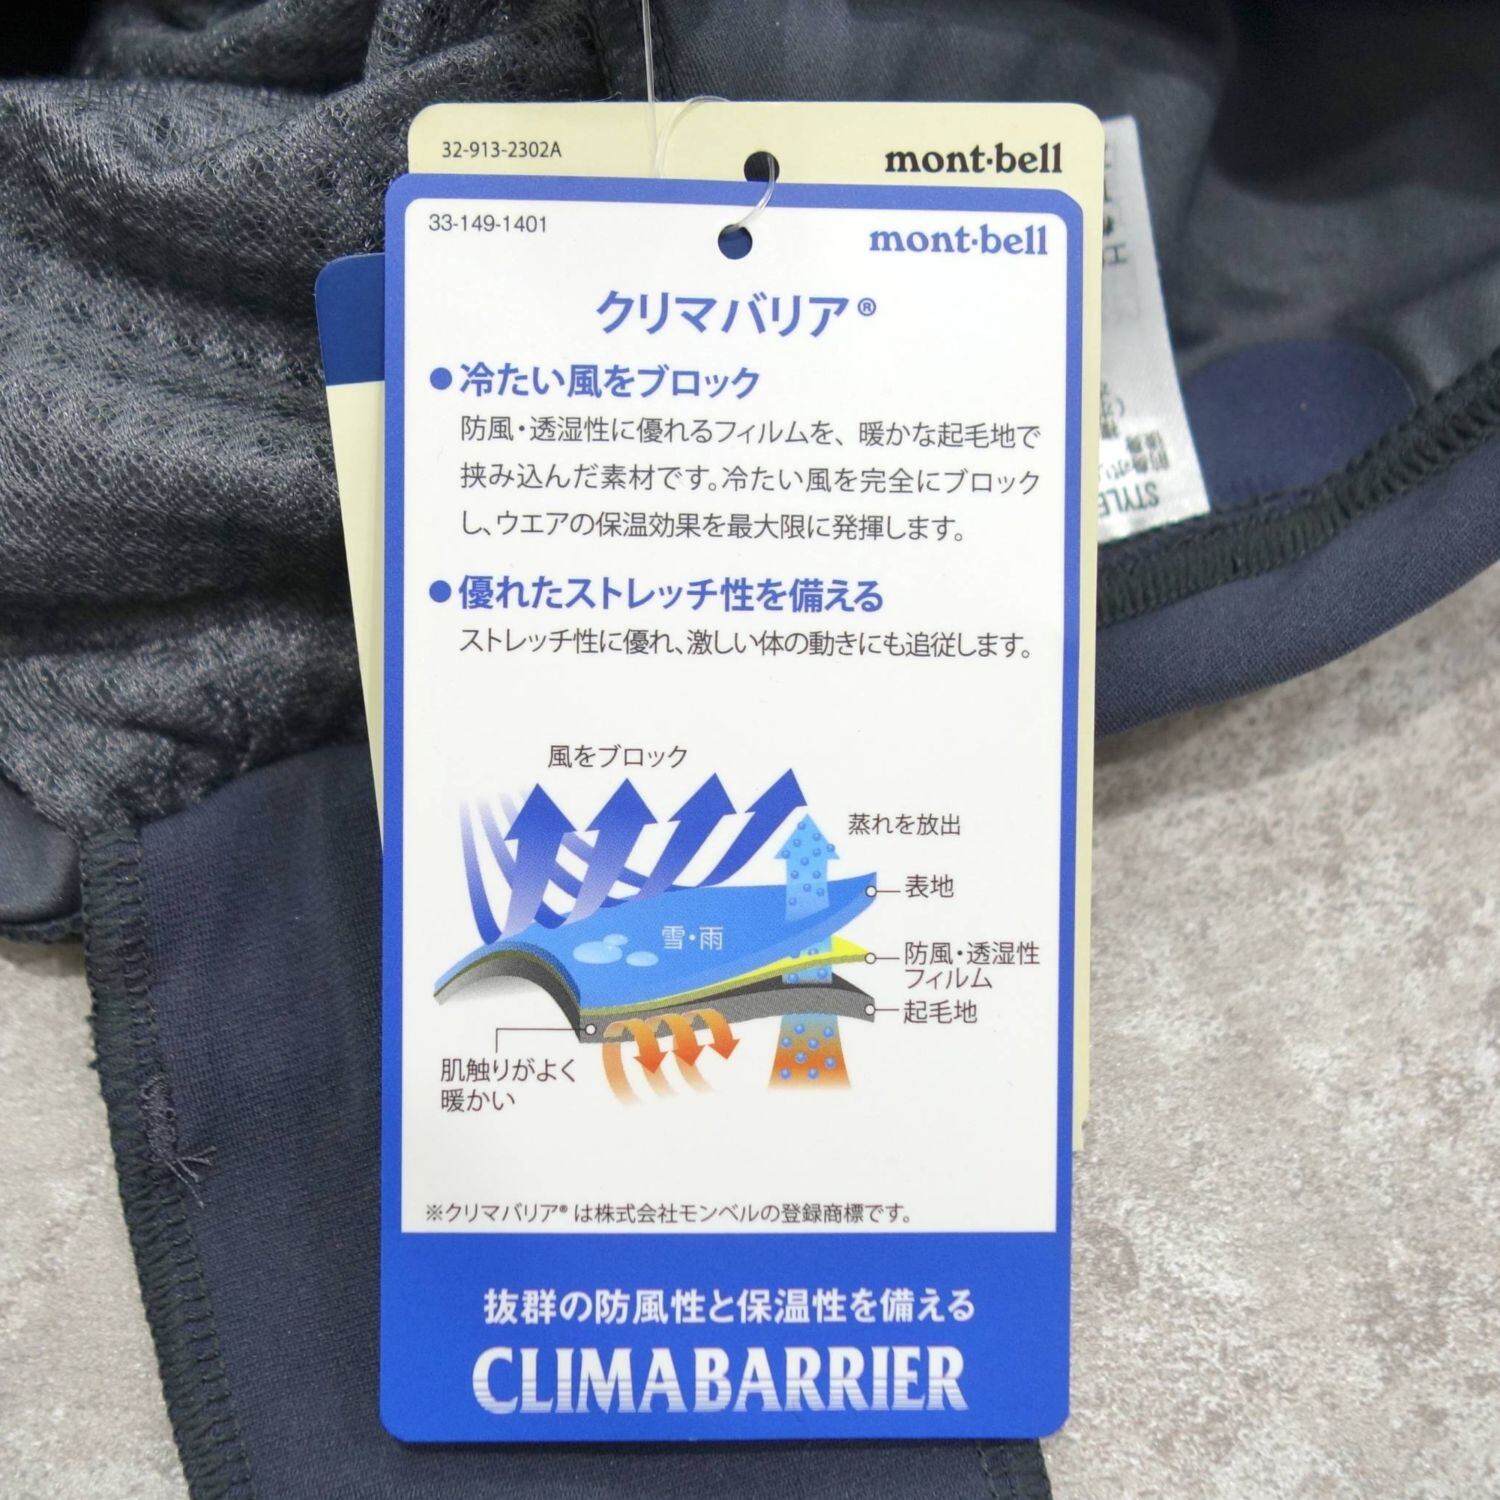 32-913-2302A
mont·bell
33-149-1401
mont·bell
クリマバリア®
●冷たい風をブロック
防風・透湿性に優れるフィルムを、暖かな起毛地で
挟み込んだ素材です。冷たい風を完全にブロック
し、ウエアの保温効果を最大限に発揮します。
●優れたストレッチ性を備える
ストレッチ性に優れ、激しい体の動きにも追従します。
風をブロック
蒸れを放出
表地
雪・雨
防風・透湿性
フィルム
起毛地
肌触りがよく
暖かい
※クリマバリア®は株式会社モンベルの登録商標です。
抜群の防風性と保温性を備える
CLIMABARRIER
STYLE